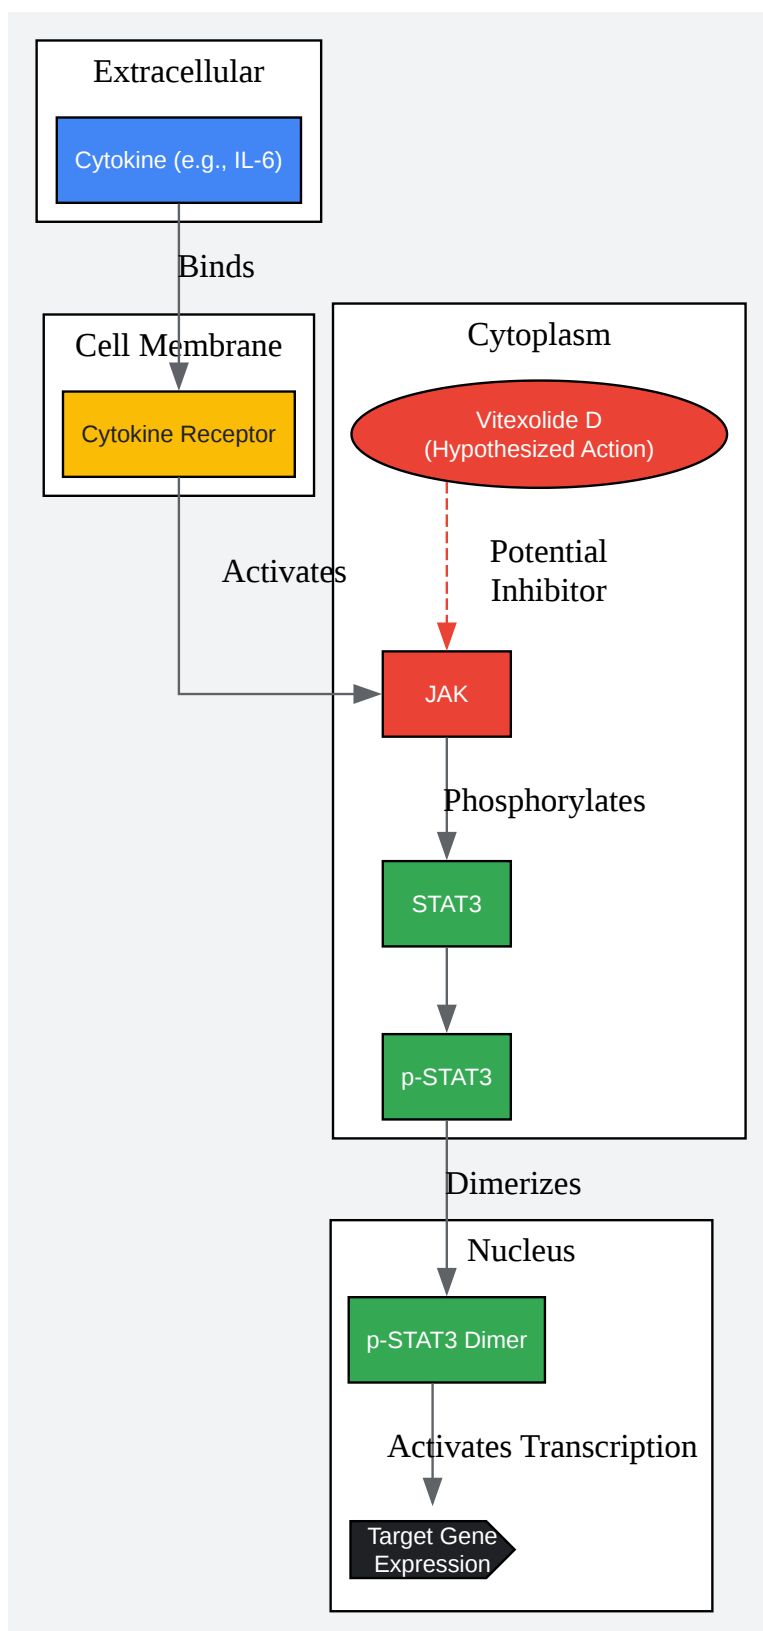 Extracellular
Cytokine (e.g., IL-6)
Binds
Cell Membrane
Cytokine Receptor
Activates
Cytoplasm
Vitexolide D
(Hypothesized Action)
Potential
Inhibitor
JAK
Phosphorylates
STAT3
p-STAT3
Dimerizes
Nucleus
p-STAT3 Dimer
Activates Transcription
Target Gene
Expression